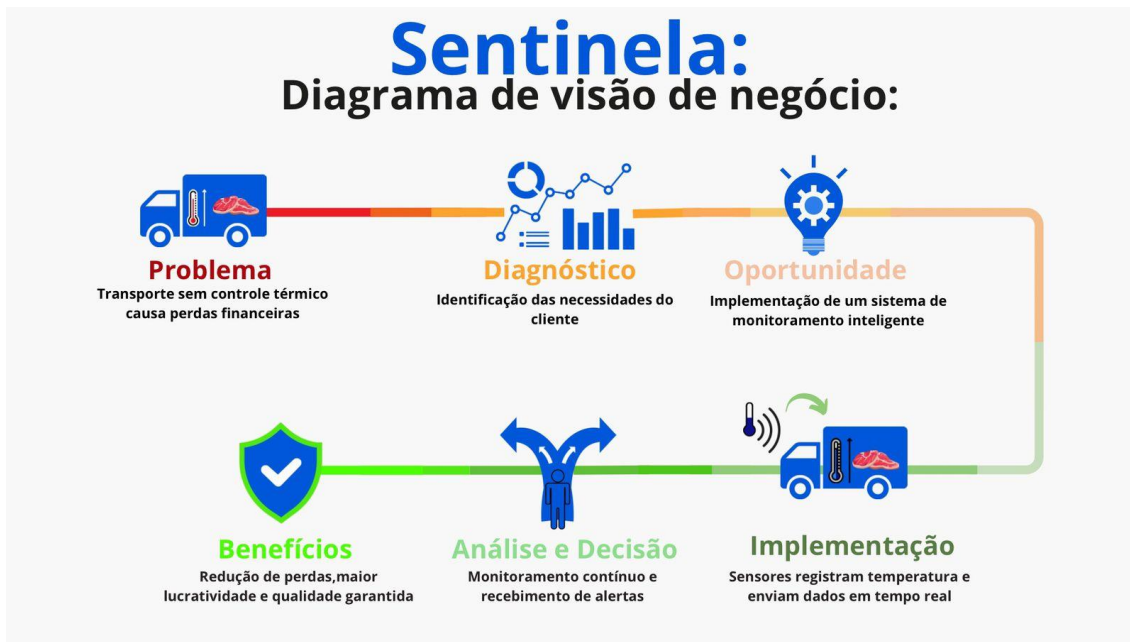 Sentinela:
Diagrama de visão de negócio:
Problema
Transporte sem controle térmico
causa perdas financeiras
Diagnóstico
Identificação das necessidades do
cliente
Oportunidade
Implementação de um sistema de
monitoramento inteligente
Benefícios
Redução de perdas,maior
lucratividade e qualidade garantida
Análise e Decisão
Monitoramento contínuo e
recebimento de alertas
Implementação
Sensores registram temperatura e
enviam dados em tempo real